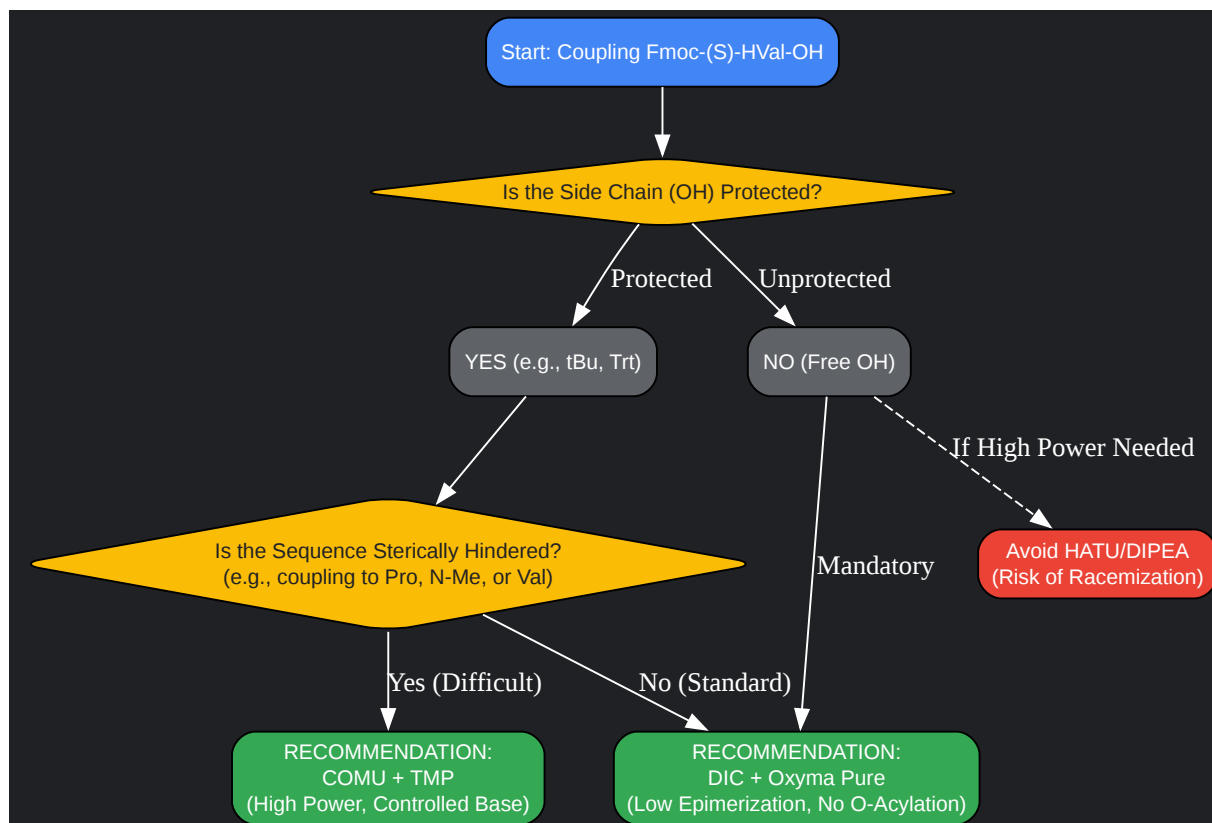 Start: Coupling Fmoc-(S)-HVal-OH
Is the Side Chain (OH) Protected?
Protected
Unprotected
YES (e.g., tBu, Trt)
NO (Free OH)
If High Power Needed
Is the Sequence Sterically Hindered?
(e.g., coupling to Pro, N-Me, or Val)
Mandatory
Avoid HATU/DIPEA
(Risk of Racemization)
Yes (Difficult)
No (Standard)
RECOMMENDATION:
COMU + TMP
(High Power, Controlled Base)
RECOMMENDATION:
DIC + Oxyma Pure
(Low Epimerization, No O-Acylation)